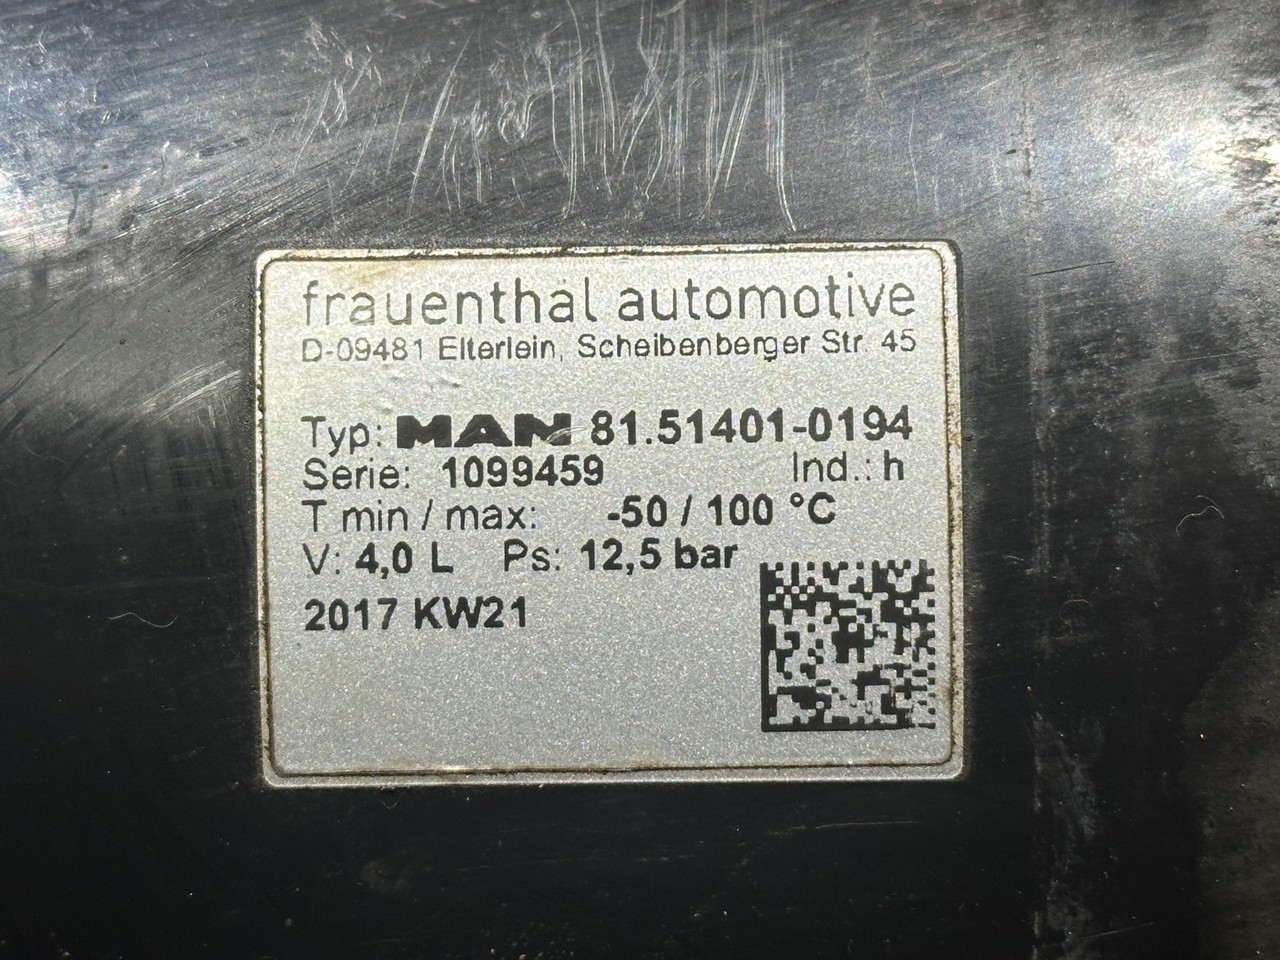 frauenthal automotive
D-09481 Elterlein, Scheibenberger Str. 45
Typ: MAN 81.51401-0194
Serie: 1099459 Ind.: h
T min / max: -50 / 100 °C
V: 4,0 L Ps: 12,5 bar
2017 KW21